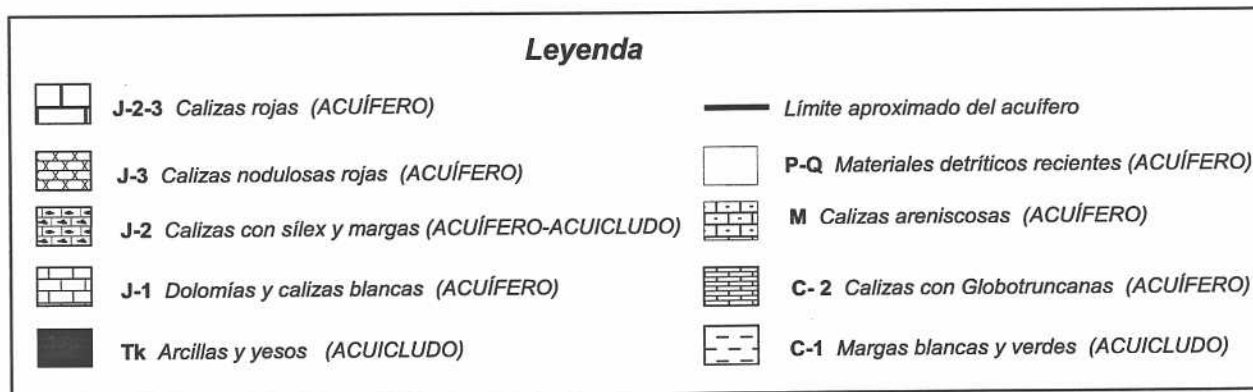 Leyenda
J-2-3 Calizas rojas (ACUÍFERO)
J-3 Calizas nodulosas rojas (ACUÍFERO)
J-2 Calizas con sílex y margas (ACUÍFERO-ACUICLUDO)
J-1 Dolomías y calizas blancas (ACUÍFERO)
Tk Arcillas y yesos (ACUICLUDO)
Límite aproximado del acuífero
P-Q Materiales detríticos recientes (ACUÍFERO)
M Calizas areniscosas (ACUÍFERO)
C- 2 Calizas con Globotruncanas (ACUÍFERO)
C-1 Margas blancas y verdes (ACUICLUDO)